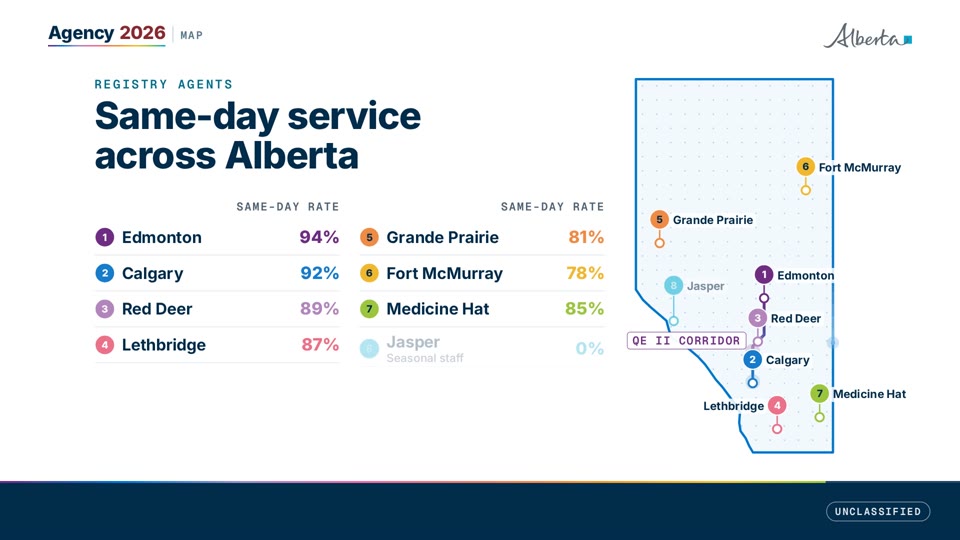 Agency 2026
MAP
Alberta
REGISTRY AGENTS
Same-day service
across Alberta
SAME-DAY RATE
1 Edmonton 94%
2 Calgary 92%
3 Red Deer 89%
4 Lethbridge 87%
SAME-DAY RATE
5 Grande Prairie 81%
6 Fort McMurray 78%
7 Medicine Hat 85%
8 Jasper 0%
Seasonal staff
6 Fort McMurray
5 Grande Prairie
1 Edmonton
8 Jasper
3 Red Deer
QE II CORRIDOR
2 Calgary
7 Medicine Hat
Lethbridge 4
UNCLASSIFIED